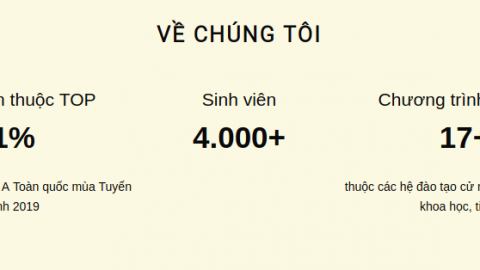 VỀ CHÚNG TÔI
thuộc TOP
Sinh viên
Chương trình
1%
4.000+
17+
A Toàn quốc mùa Tuyển
2019
thuộc các hệ đào tạo cử
khoa học,